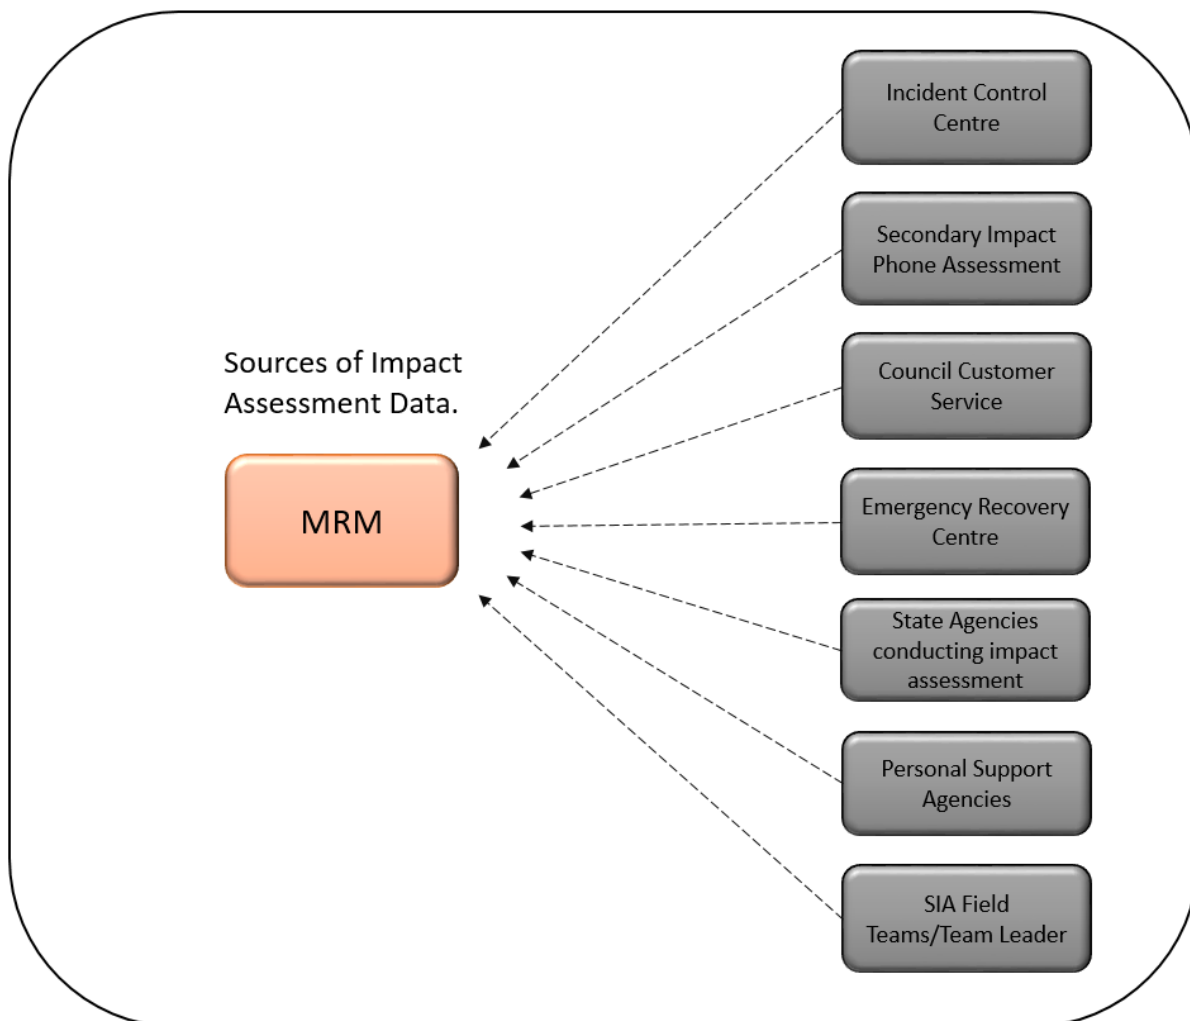 Sources of Impact
Assessment Data.
MRM
Incident Control
Centre
Secondary Impact
Phone Assessment
Council Customer
Service
Emergency Recovery
Centre
State Agencies
conducting impact
assessment
Personal Support
Agencies
SIA Field
Teams/Team Leader